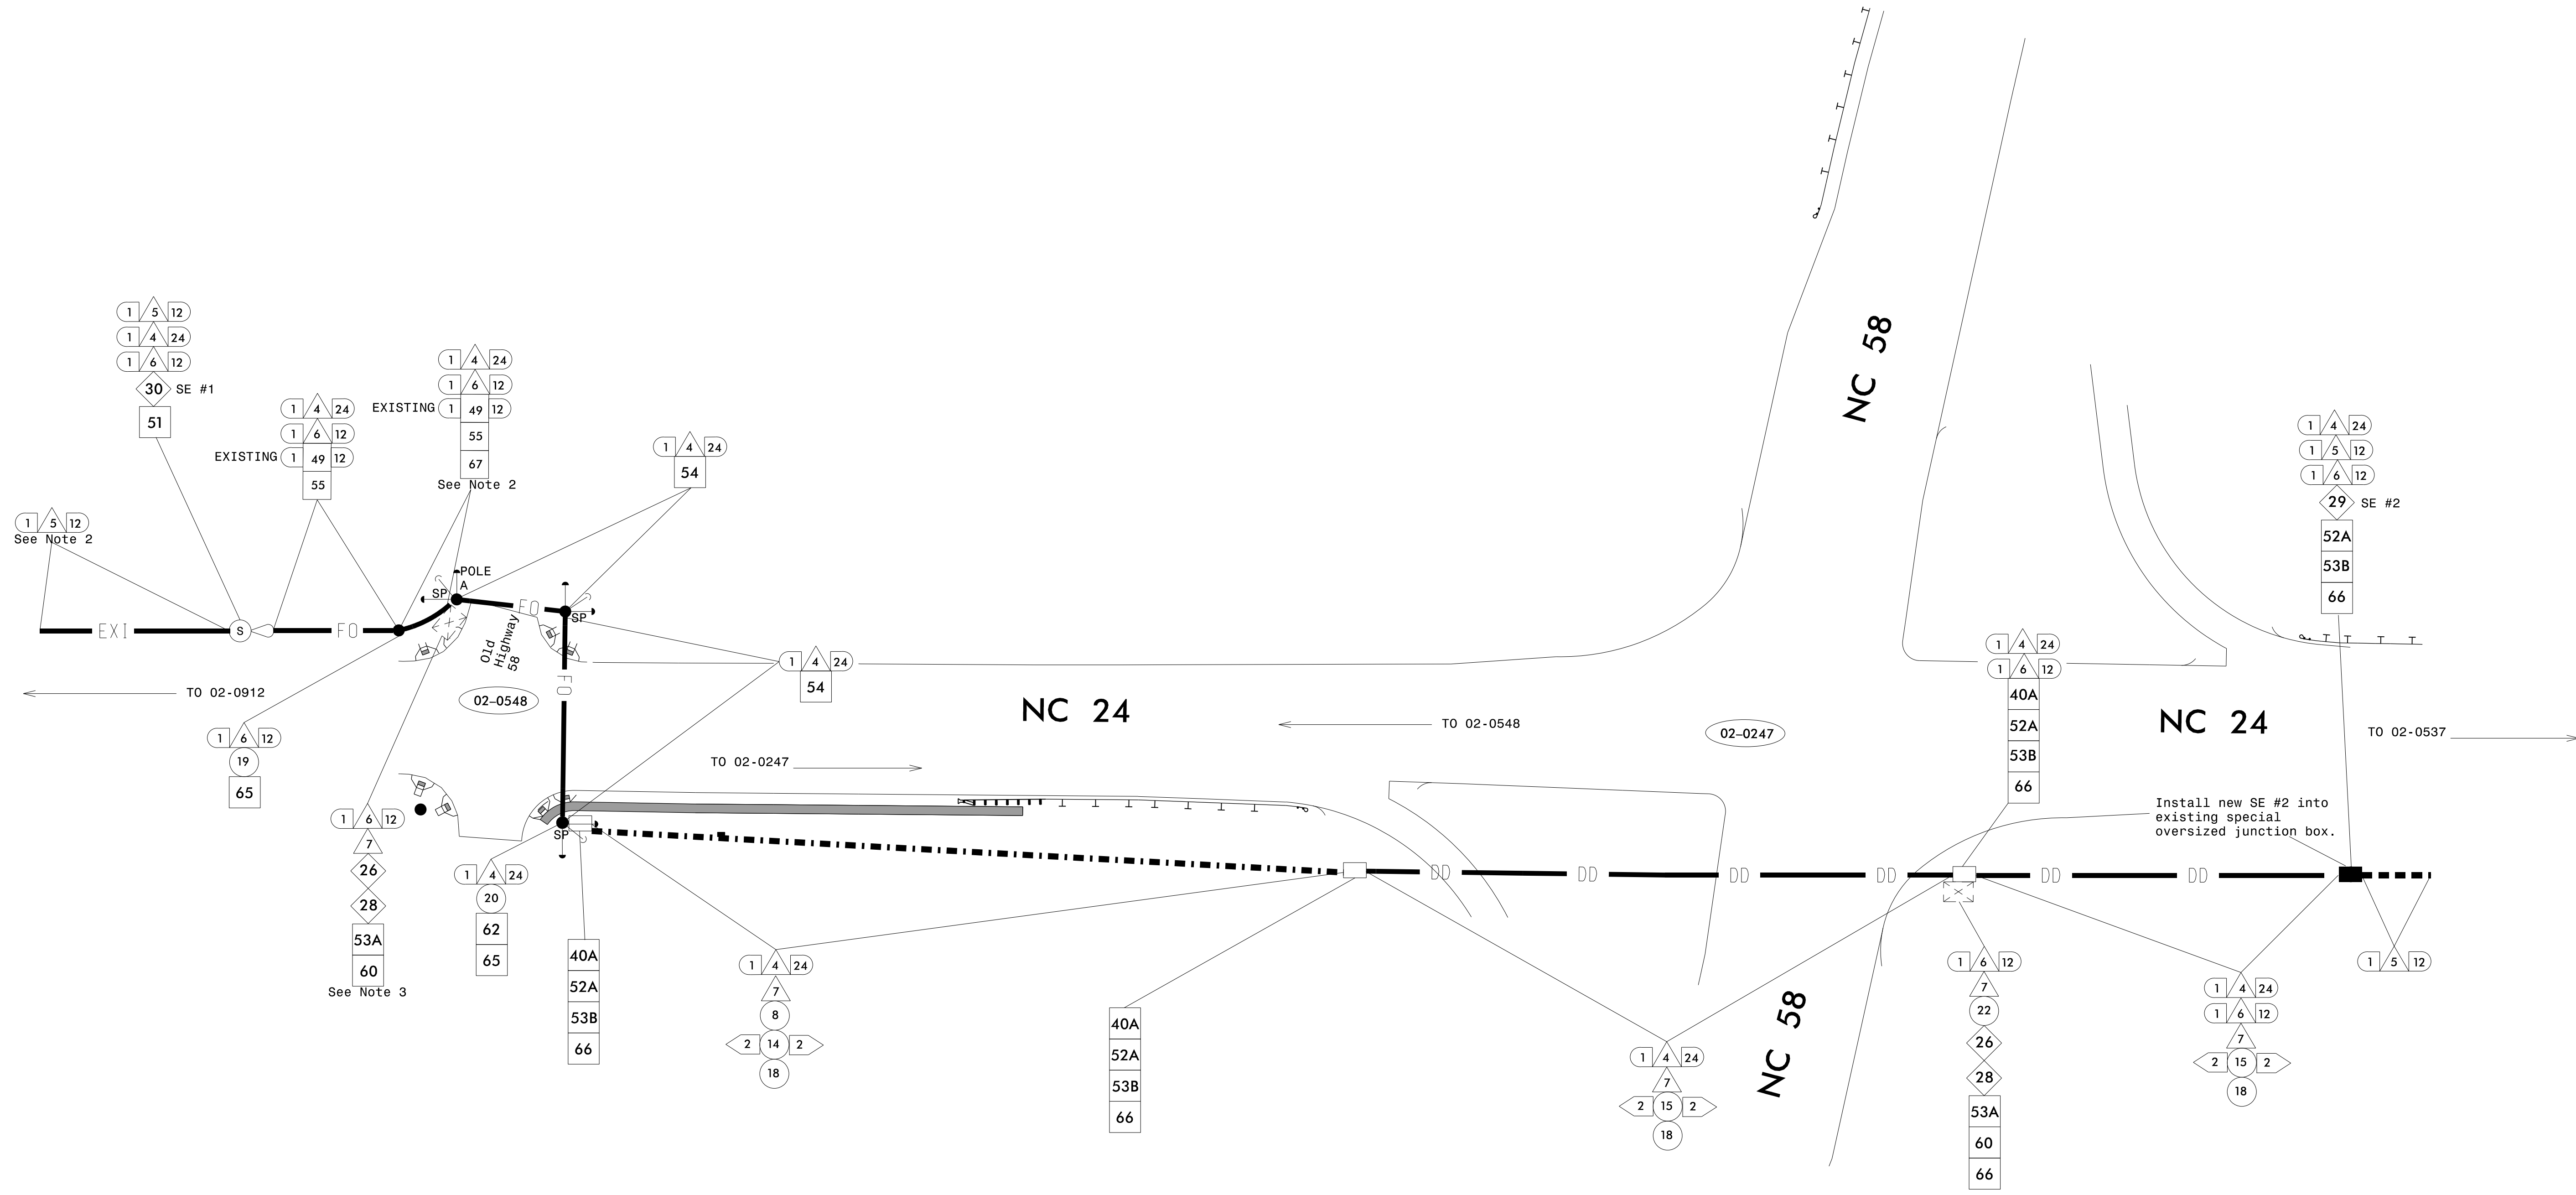 1 5 12
1 4 24
1 6 12
30 SE #1
51
1 4 24
1 6 12
EXISTING 1 49 12
55
1 4 24
1 6 12
EXISTING 1 49 12
55
67
See Note 2
1 4 24
54
1 5 12
See Note 2
EXI
S
FO
SP
POLE
A
FO
SP
Old
Highway
58
FO
1 4 24
54
TO 02-0912
02-0548
1 6 12
19
65
NC 24
TO 02-0247
TO 02-0548
02-0247
NC 58
1 4 24
1 6 12
40A
52A
53B
66
NC 24
1 4 24
1 5 12
1 6 12
29 SE #2
52A
53B
66
TO 02-0537
Install new SE #2 into
existing special
oversized junction box.
1 6 12
7
26
28
53A
60
See Note 3
SP
1 4 24
20
62
65
40A
52A
53B
66
1 4 24
7
8
2 14 2
18
DD
DD
DD
DD
DD
DD
40A
52A
53B
66
1 4 24
7
2 15 2
18
NC 58
1 6 12
7
22
26
28
53A
60
66
1 4 24
1 6 12
7
2 15 2
18
1 5 12